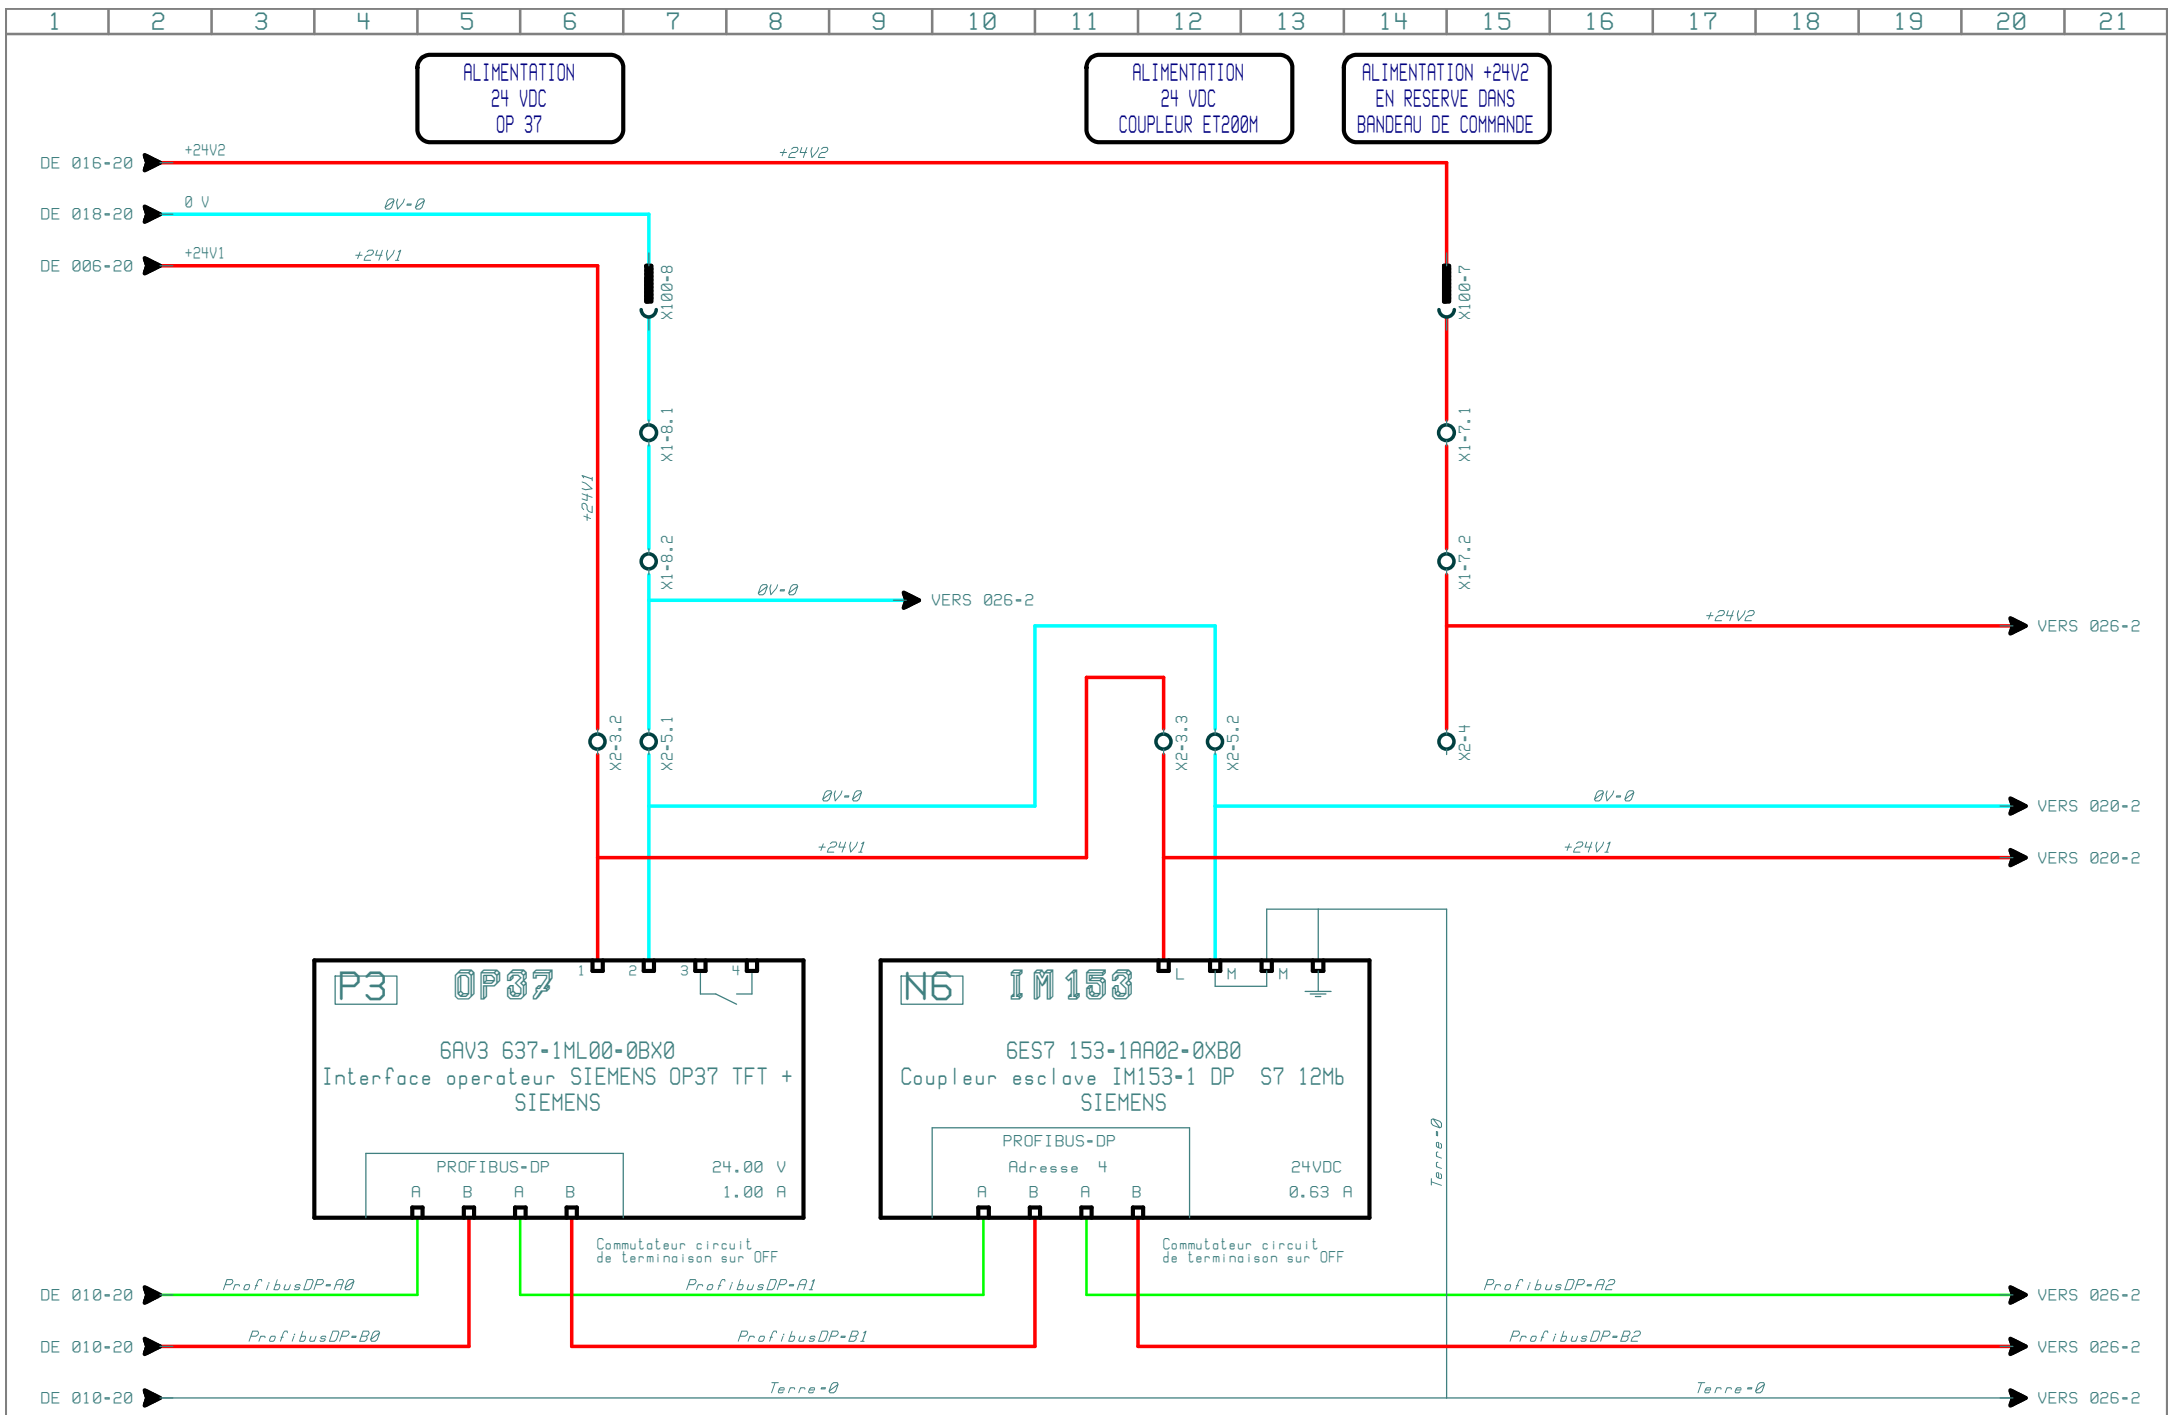 1 2 3 4 5 6 7 8 9 10 11 12 13 14 15 16 17 18 19 20 21
ALIMENTATION
24 VDC
OP 37
ALIMENTATION
24 VDC
COUPLEUR ET200M
ALIMENTATION +24V2
EN RESERVE DANS
BANDEAU DE COMMANDE
DE 016-20 +24V2 +24V2
DE 018-20 0 V 0V-0
DE 006-20 +24V1 +24V1
X100-8
X100-7
X1-8.1
X1-7.1
+24V1
X1-8.2
X1-7.2
0V-0 VERS 026-2
+24V2 VERS 026-2
X2-3.2
X2-5.1
X2-3.3
X2-5.2
X2-4
0V-0 0V-0 VERS 020-2
+24V1 +24V1 VERS 020-2
P3 OP37 1 2 3 4
6AV3 637-1ML00-0BX0
Interface operateur SIEMENS OP37 TFT +
SIEMENS
PROFIBUS-DP 24.00 V
A B A B 1.00 A
Commutateur circuit
de terminaison sur OFF
N6 IM153 L M M
6ES7 153-1AA02-0XB0
Coupleur esclave IM153-1 DP S7 12Mb
SIEMENS
PROFIBUS-DP
Adresse 4 24VDC
A B A B 0.63 A
Commutateur circuit
de terminaison sur OFF
Terre-0
DE 010-20 ProfibusDP-A0 ProfibusDP-A1 ProfibusDP-A2 VERS 026-2
DE 010-20 ProfibusDP-B0 ProfibusDP-B1 ProfibusDP-B2 VERS 026-2
DE 010-20 Terre-0 Terre-0 VERS 026-2